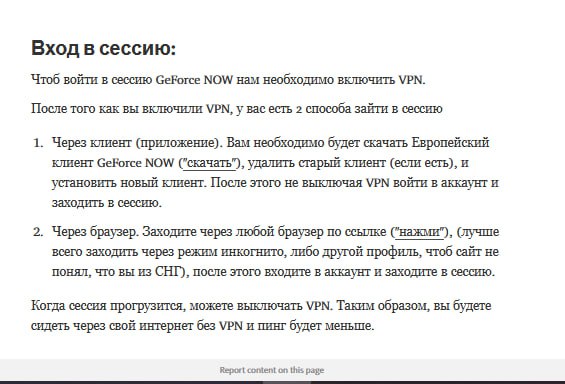 Вход в сессию:
Чтоб войти в сессию GeForce NOW нам необходимо включить VPN.
После того как вы включили VPN, у вас есть 2 способа зайти в сессию
1. Через клиент (приложение). Вам необходимо будет скачать Европейский
клиент GeForce NOW ("скачать"), удалить старый клиент (если есть), и
установить новый клиент. После этого не выключая VPN войти в аккаунт и
заходить в сессию.
2. Через браузер. Заходите через любой браузер по ссылке ("нажми"), (лучше
всего заходить через режим инкогнито, либо другой профиль, чтоб сайт не
понял, что вы из СНГ), после этого входите в аккаунт и заходите в сессию.
Когда сессия прогрузится, можете выключать VPN. Таким образом, вы будете
сидеть через свой интернет без VPN и пинг будет меньше.
Report content on this page